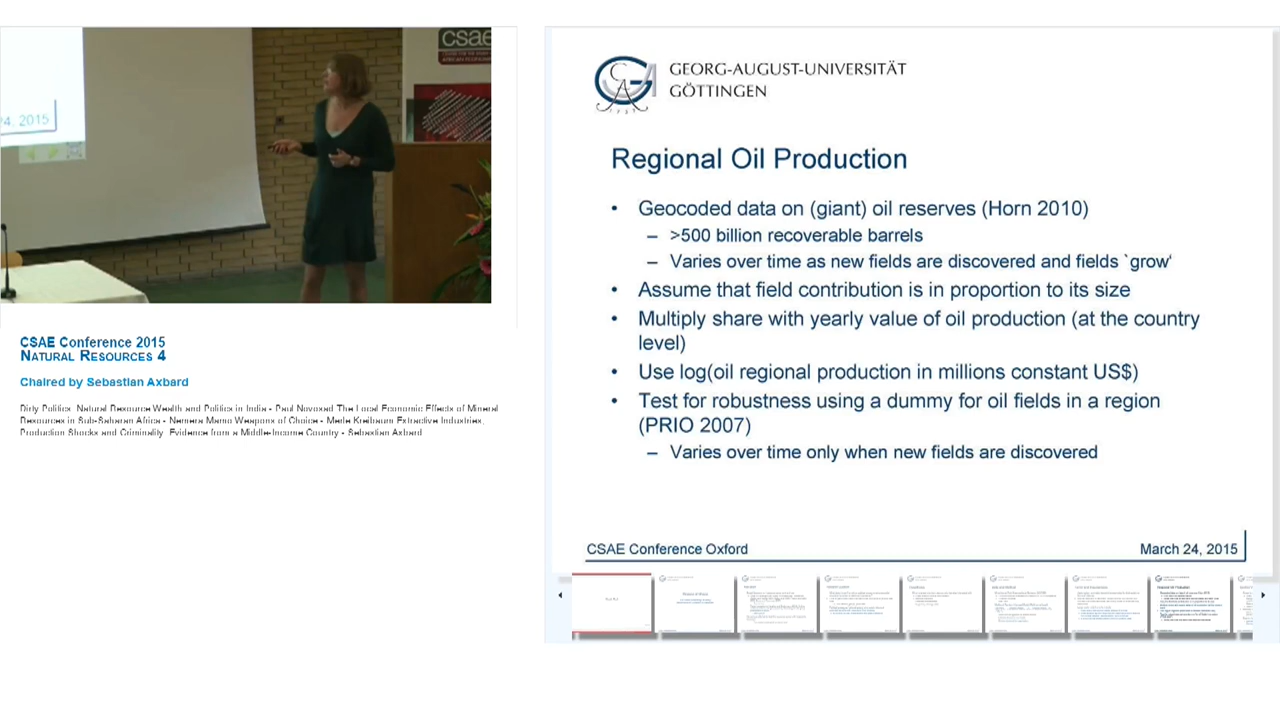 csae
4, 2015
CSAE Conference 2015
NATURAL RESOURCES 4
Chaired by Sebastian Axbard
Dirty Politics: Natural Resource Wealth and Politics in India - Paul Novosad The Local Economic Effects of Mineral
Resources in Sub-Saharan Africa - Nemera Mamo Weapons of Choice - Merle Kreibaum Extractive Industries,
Production Shocks and Criminality: Evidence from a Middle-Income Country - Sebastian Axbard
GEORG-AUGUST-UNIVERSITÄT
GÖTTINGEN
Regional Oil Production
• Geocoded data on (giant) oil reserves (Horn 2010)
– >500 billion recoverable barrels
– Varies over time as new fields are discovered and fields `grow‘
• Assume that field contribution is in proportion to its size
• Multiply share with yearly value of oil production (at the country
level)
• Use log(oil regional production in millions constant US$)
• Test for robustness using a dummy for oil fields in a region
(PRIO 2007)
– Varies over time only when new fields are discovered
CSAE Conference Oxford
March 24, 2015